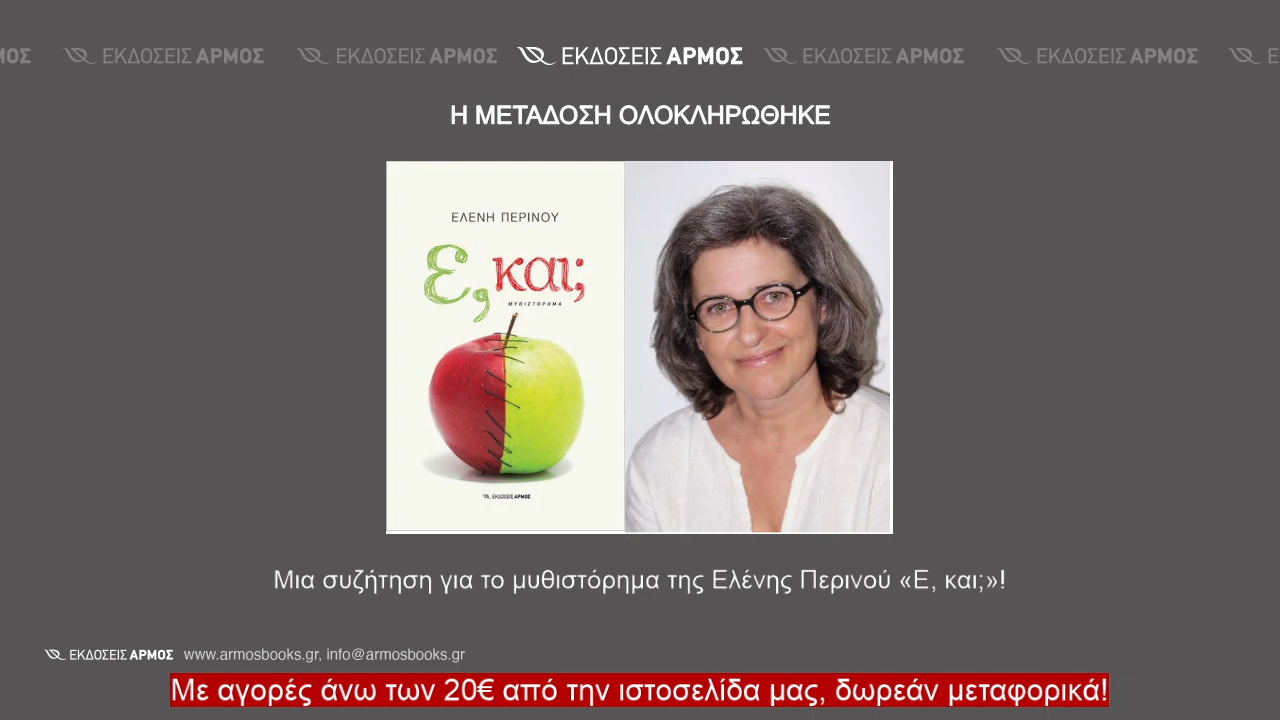 ΜΟΣ ΕΚΔΟΣΕΙΣ ΑΡΜΟΣ ΕΚΔΟΣΕΙΣ ΑΡΜΟΣ ΕΚΔΟΣΕΙΣ ΑΡΜΟΣ ΕΚΔΟΣΕΙΣ ΑΡΜΟΣ ΕΚΔΟΣΕΙΣ ΑΡΜΟΣ Ε
Η ΜΕΤΑΔΟΣΗ ΟΛΟΚΛΗΡΩΘΗΚΕ
ΕΛΕΝΗ ΠΕΡΙΝΟΥ
Ε, και;
ΜΥΘΙΣΤΟΡΗΜΑ
ΕΚΔΟΣΕΙΣ ΑΡΜΟΣ
Μια συζήτηση για το μυθιστόρημα της Ελένης Περινού «Ε, και;»!
ΕΚΔΟΣΕΙΣ ΑΡΜΟΣ www.armosbooks.gr, info@armosbooks.gr
Με αγορές άνω των 20€ από την ιστοσελίδα μας, δωρεάν μεταφορικά!